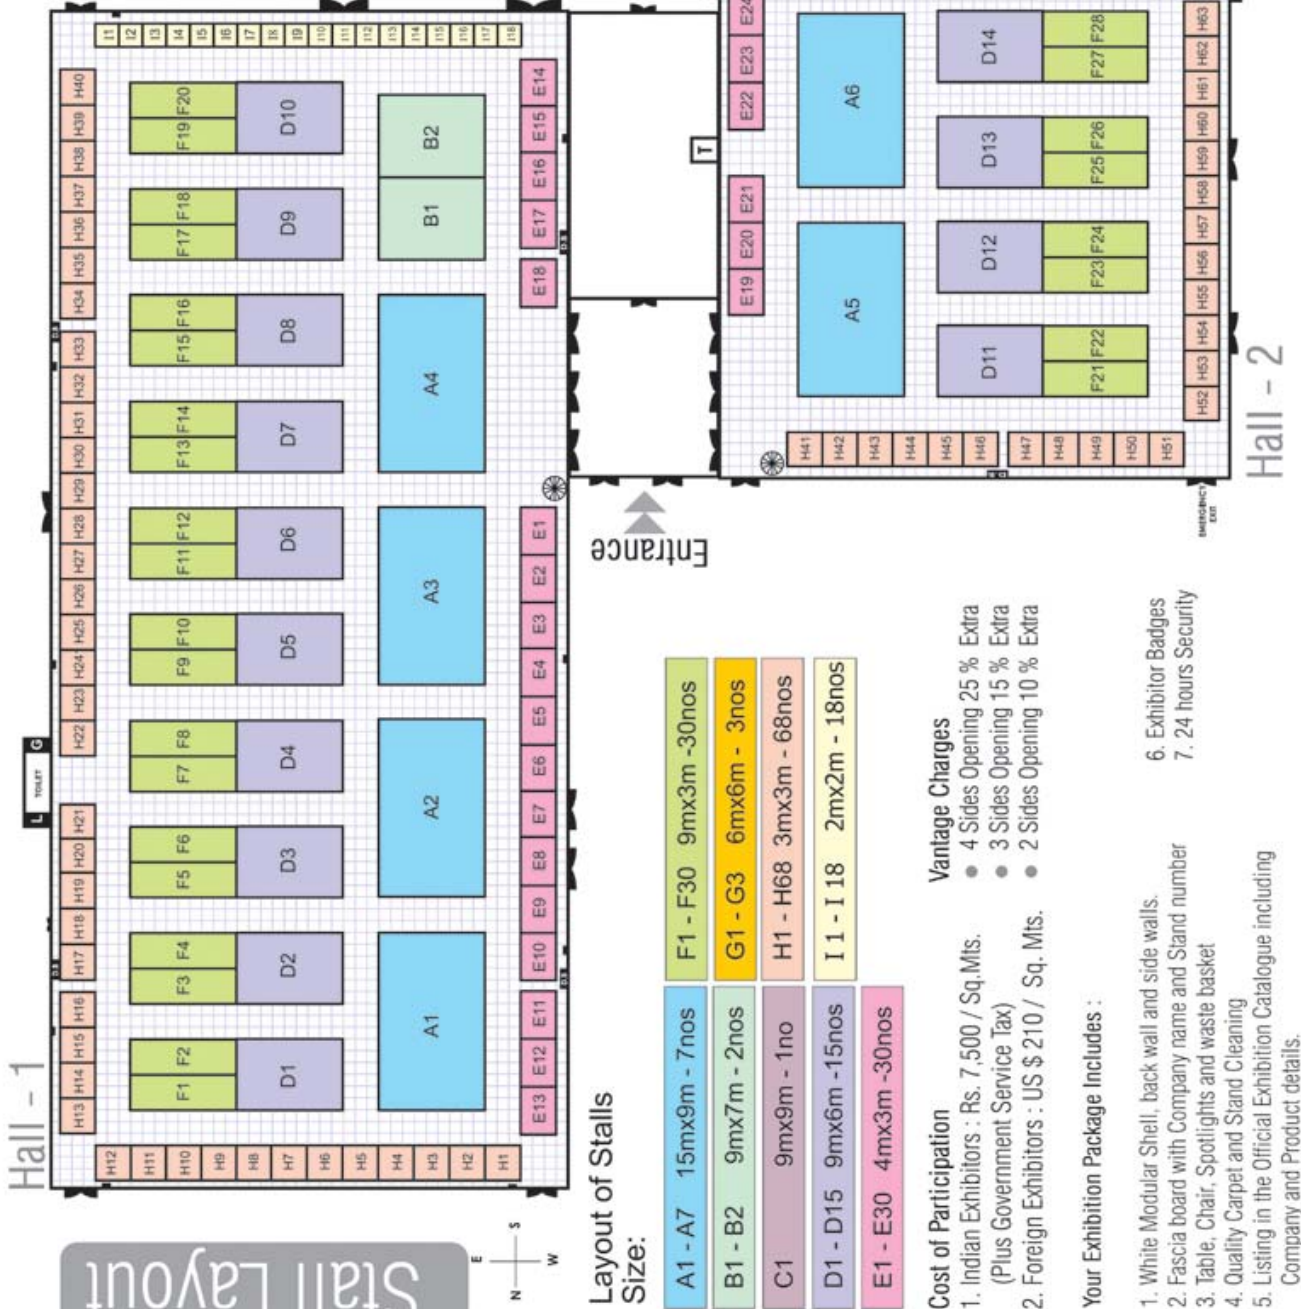 Stall Layout
Hall - 1
H13 H14 H15 H16 H17 H18 H19 H20 H21 H22 H23 H24 H25 H26 H27 H28 H29 H30 H31 H32 H33 H34 H35 H36 H37 H38 H39 H40
L TOILET G
D.S D.S
H12
H11
H10
H9
H8
H7
H6
H5
H4
H3
H2
H1
F1 F2 F3 F4 F5 F6 F7 F8 F9 F10 F11 F12 F13 F14 F15 F16 F17 F18 F19 F20
D1 D2 D3 D4 D5 D6 D7 D8 D9 D10
A1 A2 A3 A4 B1 B2
E13 E12 E11 E10 E9 E8 E7 E6 E5 E4 E3 E2 E1 E18 E17 E16 E15 E14
D.S D.S
I1
I2
I3
I4
I5
I6
I7
I8
I9
I10
I11
I12
I13
I14
I15
I16
I17
I18
E
N S
W
Entrance
T
E19 E20 E21 E22 E23 E24
A5 A6
D11 D12 D13 D14
F21 F22 F23 F24 F25 F26 F27 F28
H41
H42
H43
H44
H45
H46
H47
H48
H49
H50
H51
H52 H53 H54 H55 H56 H57 H58 H59 H60 H61 H62 H63
EMERGENCY
EXIT
Hall - 2
Layout of Stalls
Size:
A1 - A7 15mx9m - 7nos
B1 - B2 9mx7m - 2nos
C1 9mx9m - 1no
D1 - D15 9mx6m -15nos
E1 - E30 4mx3m -30nos
F1 - F30 9mx3m -30nos
G1 - G3 6mx6m - 3nos
H1 - H68 3mx3m - 68nos
I 1 - I 18 2mx2m - 18nos
Cost of Participation
1. Indian Exhibitors : Rs. 7,500 / Sq.Mts.
(Plus Government Service Tax)
2. Foreign Exhibitors : US $ 210 / Sq. Mts.
Vantage Charges
● 4 Sides Opening 25 % Extra
● 3 Sides Opening 15 % Extra
● 2 Sides Opening 10 % Extra
Your Exhibition Package Includes :
1. White Modular Shell, back wall and side walls.
2. Fascia board with Company name and Stand number
3. Table, Chair, Spotlights and waste basket
4. Quality Carpet and Stand Cleaning
5. Listing in the Official Exhibition Catalogue including
Company and Product details.
6. Exhibitor Badges
7. 24 hours Security